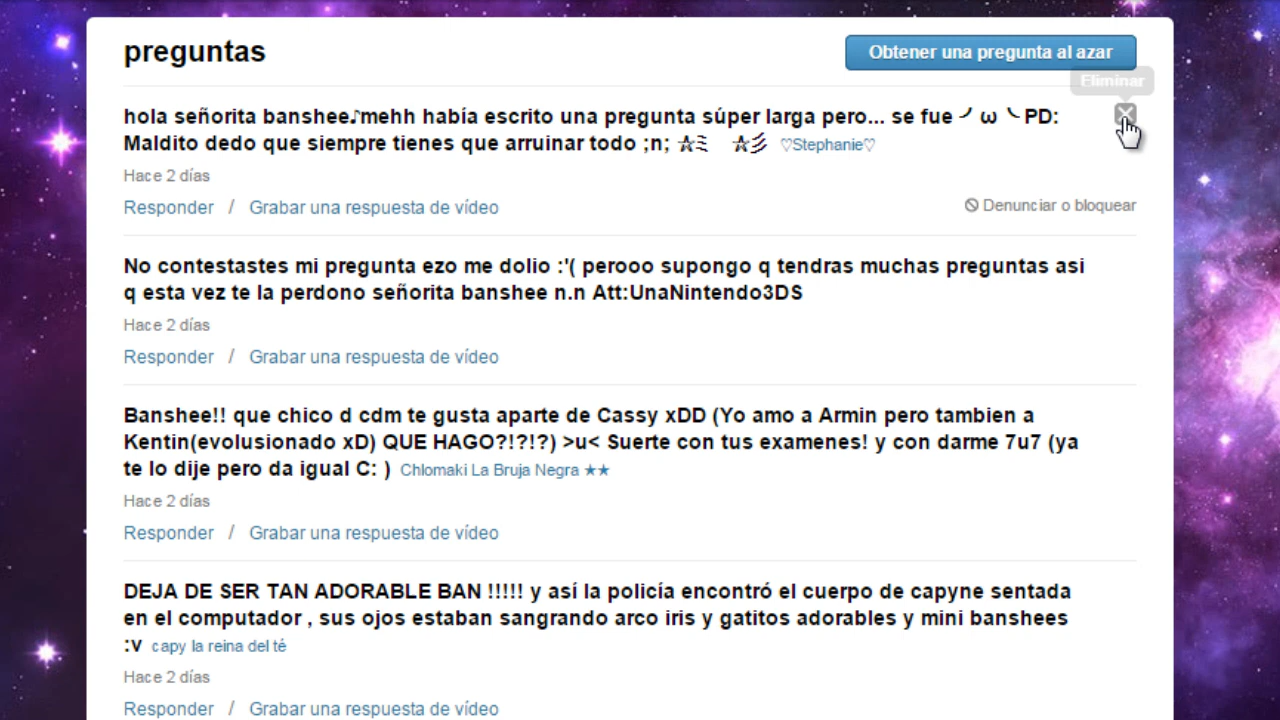 preguntas
Obtener una pregunta al azar
Eliminar
hola señorita banshee♪mehh había escrito una pregunta súper larga pero... se fue ╯ω╰ PD:
Maldito dedo que siempre tienes que arruinar todo ;n; ☆ミ ☆彡 ♡Stephanie♡
Hace 2 días
Responder / Grabar una respuesta de vídeo
Denunciar o bloquear
No contestastes mi pregunta ezo me dolio :'( perooo supongo q tendras muchas preguntas asi
q esta vez te la perdono señorita banshee n.n Att:UnaNintendo3DS
Hace 2 días
Responder / Grabar una respuesta de vídeo
Banshee!! que chico d cdm te gusta aparte de Cassy xDD (Yo amo a Armin pero tambien a
Kentin(evolusionado xD) QUE HAGO?!?!?) >u< Suerte con tus examenes! y con darme 7u7 (ya
te lo dije pero da igual C: ) Chlomaki La Bruja Negra ★★
Hace 2 días
Responder / Grabar una respuesta de vídeo
DEJA DE SER TAN ADORABLE BAN !!!!! y así la policía encontró el cuerpo de capyne sentada
en el computador , sus ojos estaban sangrando arco iris y gatitos adorables y mini banshees
:v capy la reina del té
Hace 2 días
Responder / Grabar una respuesta de vídeo